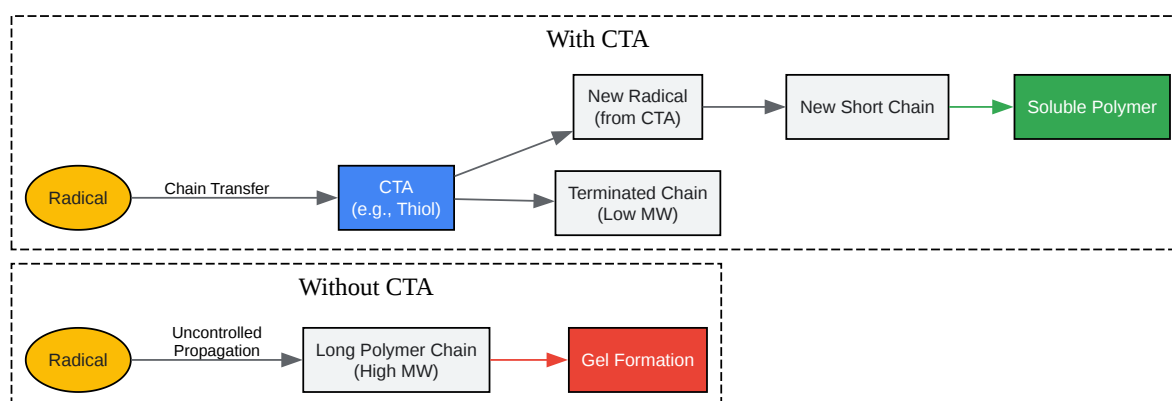 With CTA
New Radical
(from CTA)
New Short Chain
Soluble Polymer
Radical
Chain Transfer
CTA
(e.g., Thiol)
Terminated Chain
(Low MW)
Without CTA
Radical
Uncontrolled
Propagation
Long Polymer Chain
(High MW)
Gel Formation